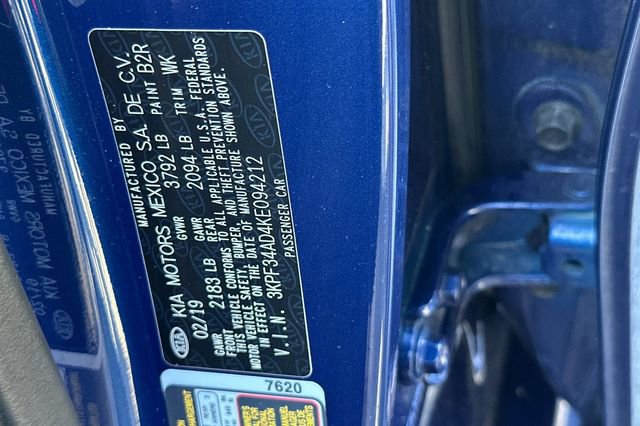 MANUFACTURED BY
KIA KIA MOTORS MEXICO S.A. DE C.V.
02/19 GVWR 3792 LB PAINT B2R
GAWR FRONT 2183 LB GAWR REAR 2094 LB TRIM WK
THIS VEHICLE CONFORMS TO ALL APPLICABLE U.S.A. FEDERAL
MOTOR VEHICLE SAFETY, BUMPER, AND THEFT PREVENTION STANDARDS
IN EFFECT ON THE DATE OF MANUFACTURE SHOWN ABOVE.
V.I.N. 3KPF34AD4KE094212
PASSENGER CAR
7620